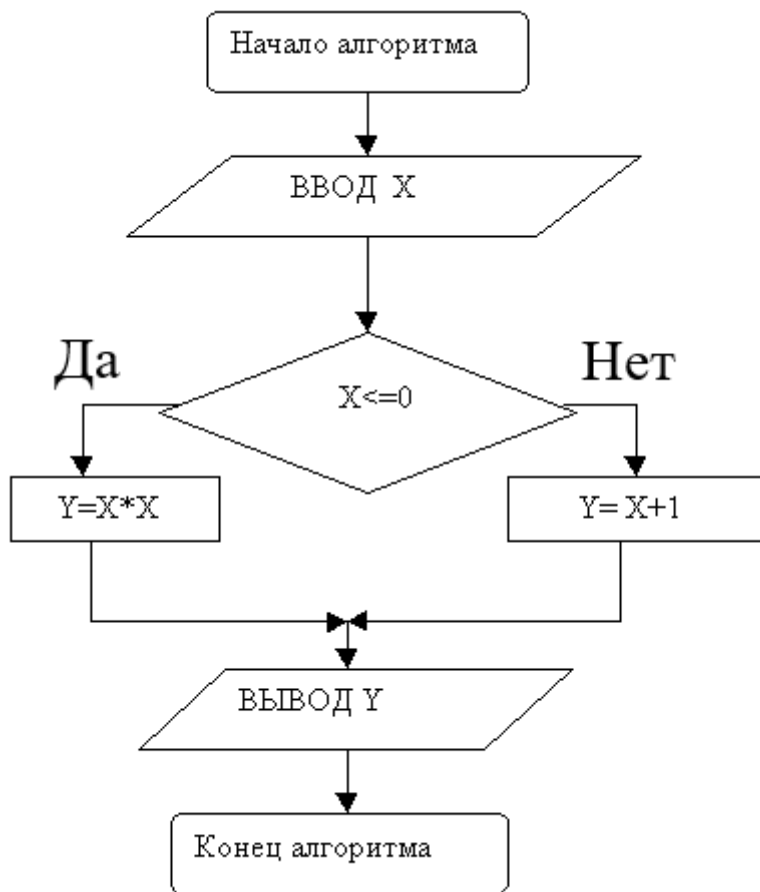 Начало алгоритма
ВВОД X
Да
Нет
X<=0
Y=X*X
Y= X+1
ВЫВОД Y
Конец алгоритма